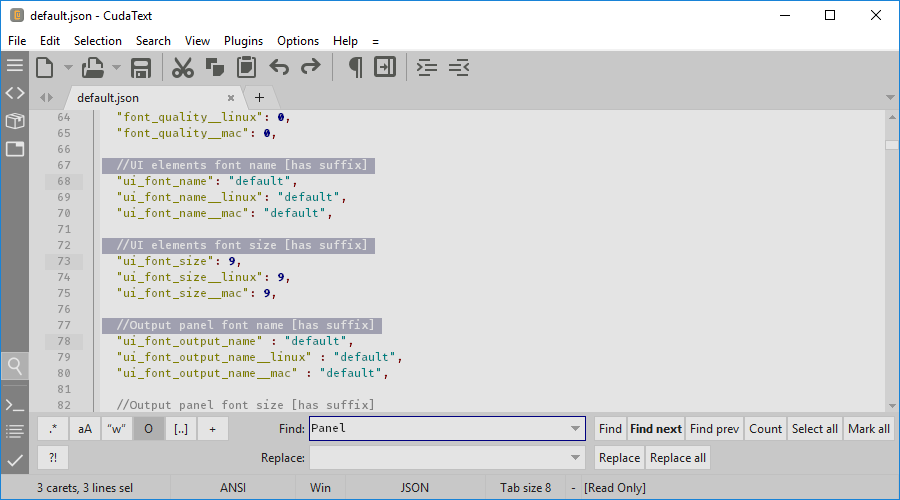 default.json - CudaText
File Edit Selection Search View Plugins Options Help =
default.json × +
64 "font_quality__linux": 0,
65 "font_quality__mac": 0,
66
67 //UI elements font name [has suffix]
68 "ui_font_name": "default",
69 "ui_font_name__linux": "default",
70 "ui_font_name__mac": "default",
71
72 //UI elements font size [has suffix]
73 "ui_font_size": 9,
74 "ui_font_size__linux": 9,
75 "ui_font_size__mac": 9,
76
77 //Output panel font name [has suffix]
78 "ui_font_output_name" : "default",
79 "ui_font_output_name__linux" : "default",
80 "ui_font_output_name__mac" : "default",
81
82 //Output panel font size [has suffix]
.* aA "w" O [..] + Find: Panel Find Find next Find prev Count Select all Mark all
?! Replace: Replace Replace all
3 carets, 3 lines sel ANSI Win JSON Tab size 8 - [Read Only]